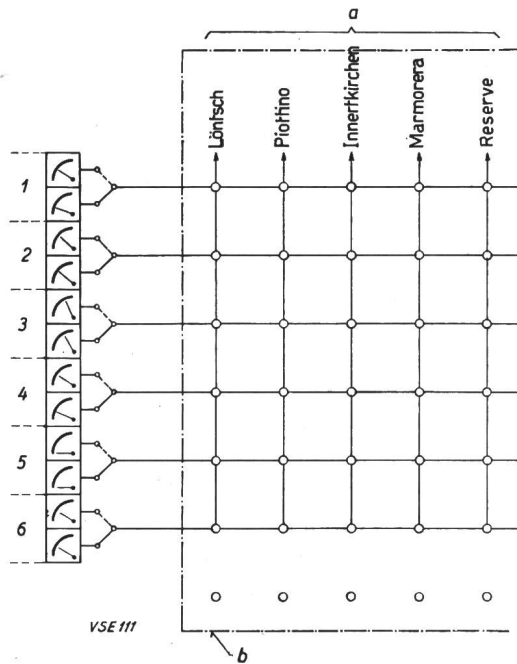 a
Löntsch
Piottino
Innertkirchen
Marmorera
Reserve
1
2
3
4
5
6
VSE 111
b